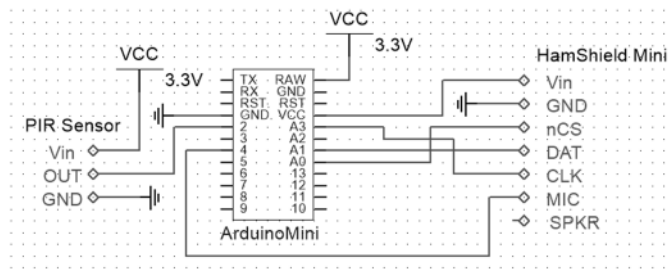 VCC
3.3V
VCC
3.3V
HamShield Mini
PIR Sensor
Vin
OUT
GND
TX RAW
RX GND
RST. RST
GND. VCC
2 A3
3 A2
4 A1
5 A0
6 13
7 12
8 11
9 10
ArduinoMini
Vin
GND
nCS
DAT
CLK
MIC
SPKR